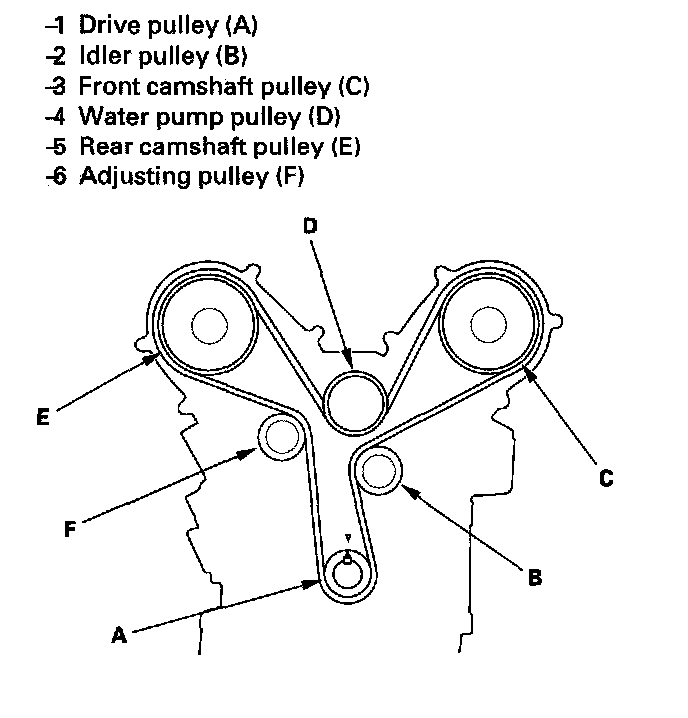 -1 Drive pulley (A)
-2 Idler pulley (B)
-3 Front camshaft pulley (C)
-4 Water pump pulley (D)
-5 Rear camshaft pulley (E)
-6 Adjusting pulley (F)
D
E
C
F
B
A